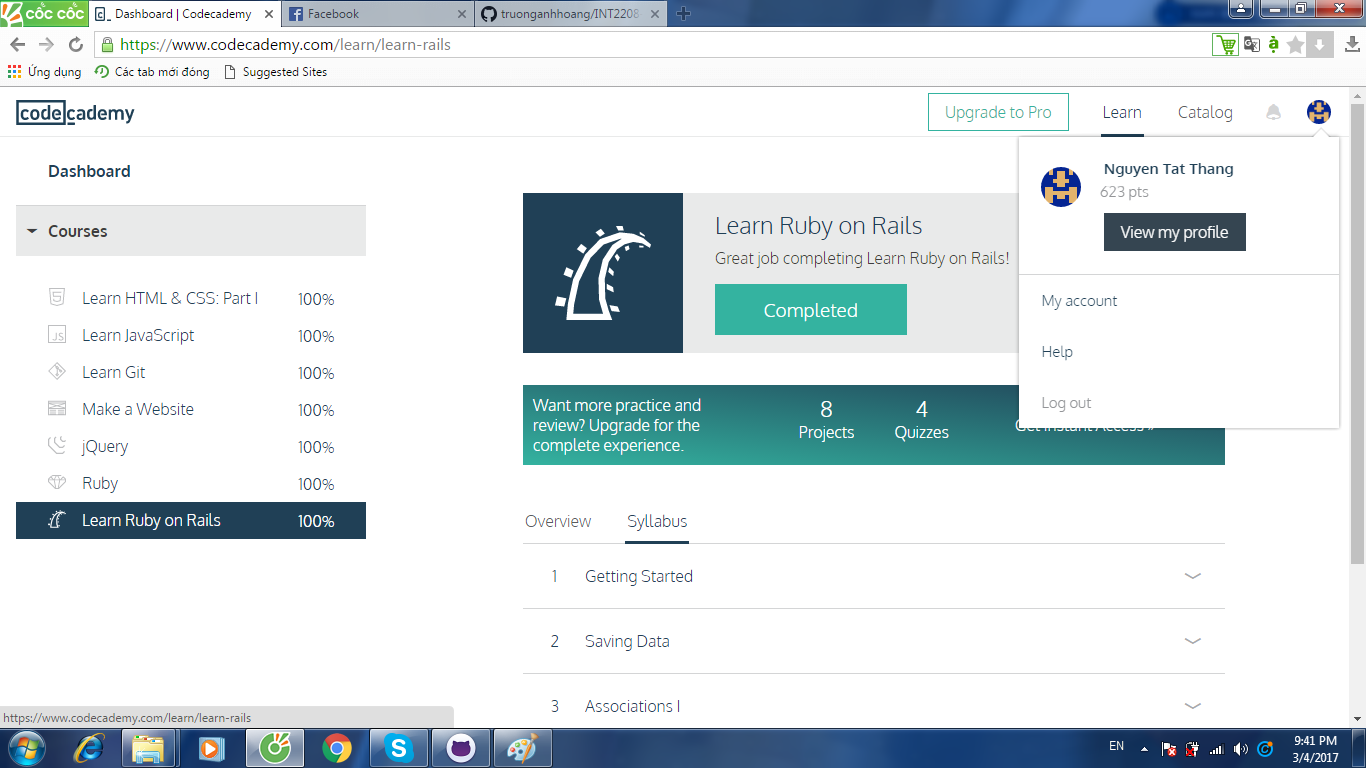 cốc cốc
Dashboard | Codecademy
Facebook
truonganhhoang/INT2208
https://www.codecademy.com/learn/learn-rails
Ứng dụng
Các tab mới đóng
Suggested Sites
codecademy
Upgrade to Pro
Learn
Catalog
Dashboard
Courses
Learn HTML & CSS: Part I 100%
Learn JavaScript 100%
Learn Git 100%
Make a Website 100%
jQuery 100%
Ruby 100%
Learn Ruby on Rails 100%
Learn Ruby on Rails
Great job completing Learn Ruby on Rails!
Completed
Nguyen Tat Thang
623 pts
View my profile
My account
Help
Log out
Want more practice and
review? Upgrade for the
complete experience.
8
Projects
4
Quizzes
Get Instant Access »
Overview
Syllabus
1 Getting Started
2 Saving Data
3 Associations I
https://www.codecademy.com/learn/learn-rails
EN
9:41 PM
3/4/2017